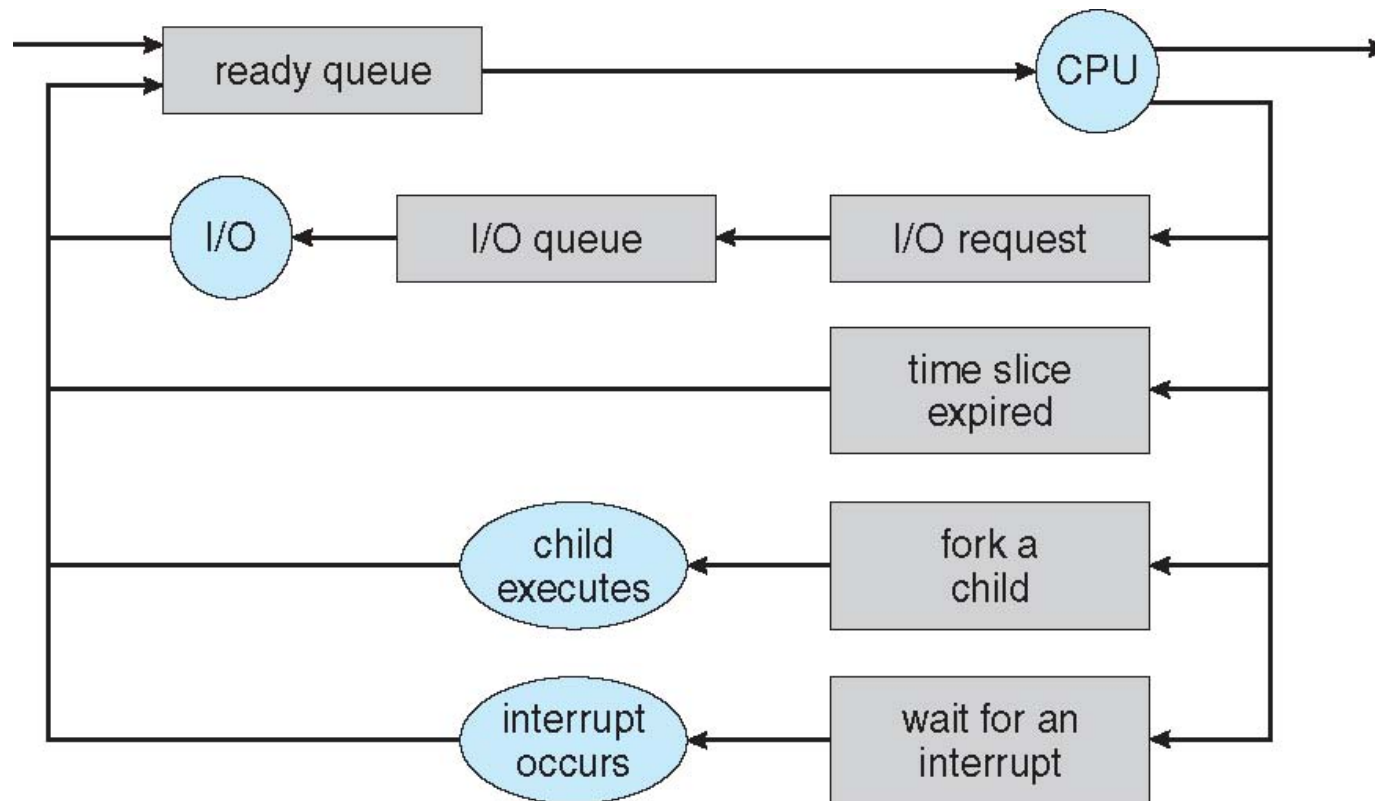 ready queue
CPU
I/O
I/O queue
I/O request
time slice
expired
child
executes
fork a
child
interrupt
occurs
wait for an
interrupt